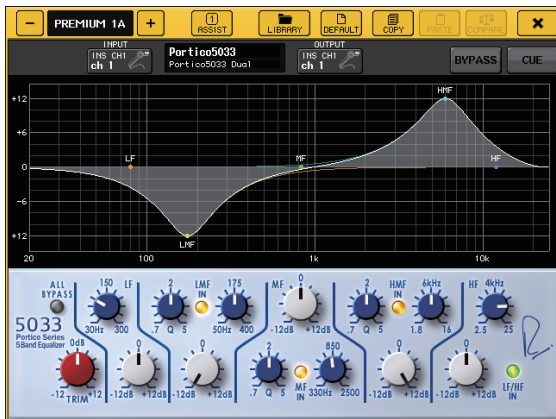 PREMIUM 1A
1
ASSIST
LIBRARY
DEFAULT
COPY
PASTE
COMPARE
INPUT
INS CH1
ch 1
Portico5033
Portico5033 Dual
OUTPUT
INS CH1
ch 1
BYPASS
CUE
+12
+6
0
-6
+12
LF
LMF
MF
HMF
HF
20
100
1k
10k
ALL
BYPASS
150
LF
30Hz
300
2
LMF
IN
175
.7 Q 5
50Hz
400
MF
0
-12dB
+12dB
2
HMF
IN
6kHz
.7 Q 5
1.8
16
HF
4kHz
2.5
25
5033
Portico Series
5Band Equalizer
0dB
-12
+12
TRIM
0
-12dB
+12dB
0
-12dB
+12dB
2
.7 Q 5
MF
IN
850
330Hz
2500
0
-12dB
+12dB
0
-12dB
+12dB
LF/HF
IN